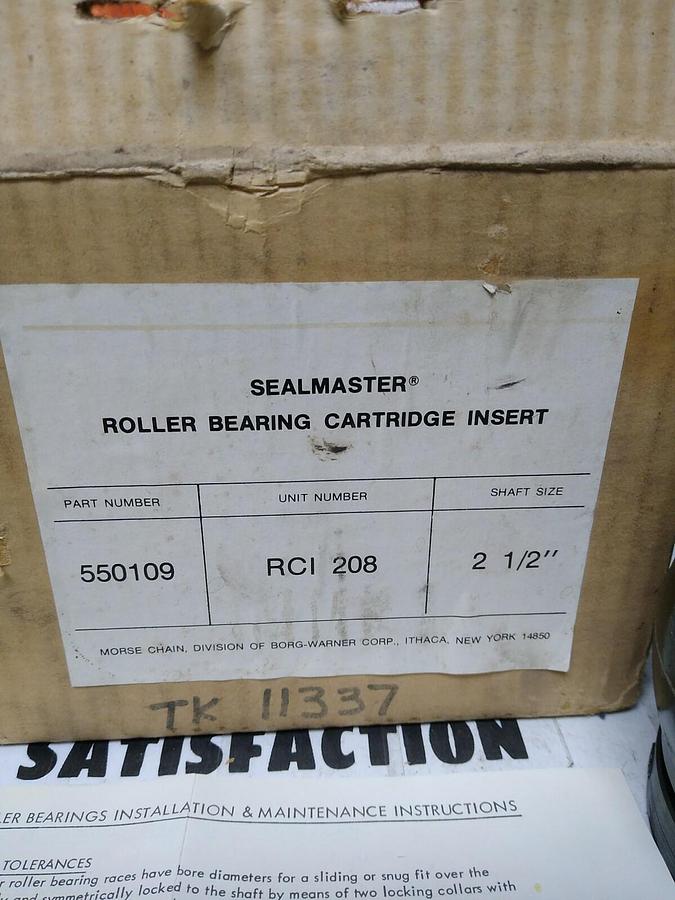 SEALMASTER®
ROLLER BEARING CARTRIDGE INSERT
PART NUMBER UNIT NUMBER SHAFT SIZE
550109 RCI 208 2 1/2"
MORSE CHAIN, DIVISION OF BORG-WARNER CORP., ITHACA, NEW YORK 14850
TK 11337
SATISFACTION
LER BEARINGS INSTALLATION & MAINTENANCE INSTRUCTIONS
TOLERANCES
r roller bearing races have bore diameters for a sliding or snug fit over the
and symmetrically locked to the shaft by means of two locking collars with